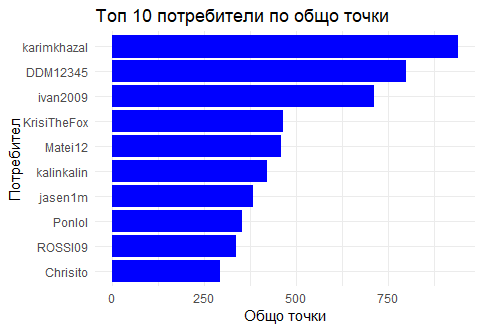 Топ 10 потребители по общо точки
Потребител
karimkhazal
DDM12345
ivan2009
KrisiTheFox
Matei12
kalinkalin
jasen1m
Ponlol
ROSSI09
Chrisito
0 250 500 750
Общо точки